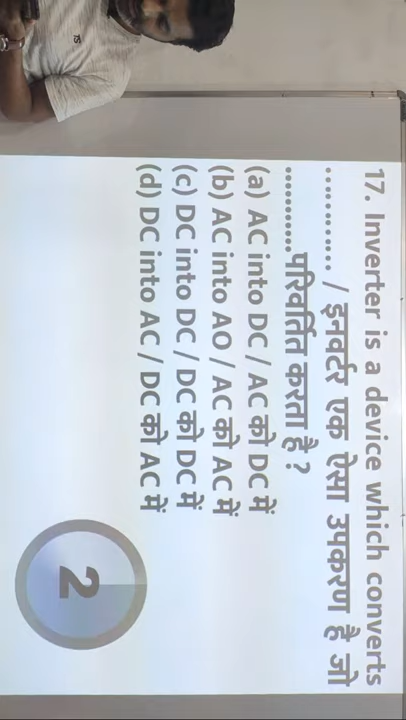 17. Inverter is a device which converts
............ / इनवर्टर एक ऐसा उपकरण है जो
...........परिवर्तित करता है ?
(a) AC into DC / AC को DC में
(b) AC into AO / AC को AC में
(c) DC into DC / DC को DC में
(d) DC into AC / DC को AC में
2